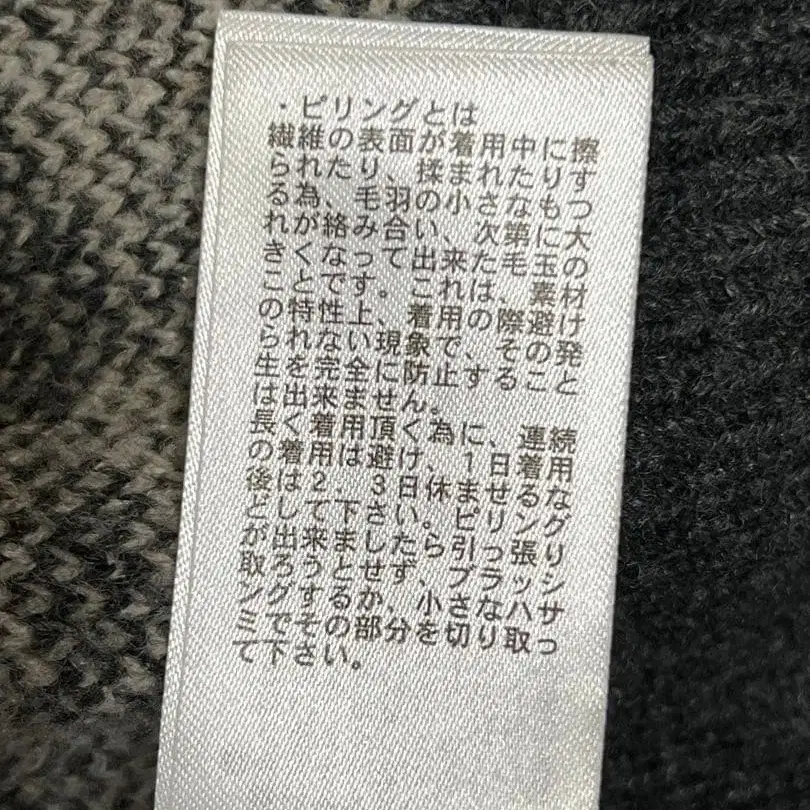 ・ピリングとは
繊維の表面が着用中に擦
られたり、揉まれたりす
る為、毛羽の小さなもつ
れが絡み合い、次第に大
きくなって出来た毛玉の
ことです。これは、素材
の特性上、着用の際避け
られない現象で、その発
生を完全に防止すること
は出来ません。
長く着用頂く為に、連続
の着用は避け、1日着用
後は2、3日休ませるな
どして下さい。ピリング
が出来ましたら引っ張り
取ろうとせず、ブラッシ
ングするか、小さなハサ
ミでその部分を切り取っ
て下さい。